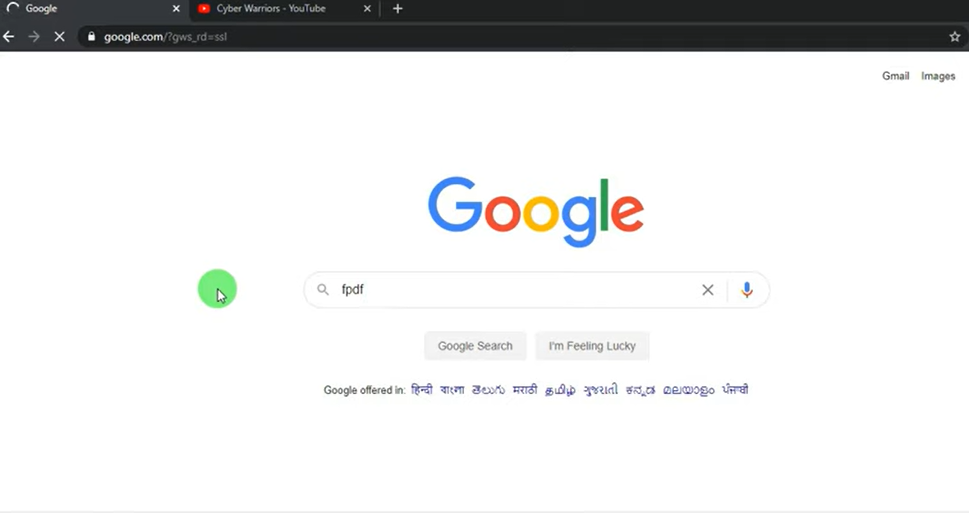 Google
Cyber Warriors - YouTube
google.com/?gws_rd=ssl
Gmail Images
Google
fpdf
Google Search I'm Feeling Lucky
Google offered in: हिन्दी বাংলা తెలుగు मराठी தமிழ் ગુજરાતી ಕನ್ನಡ മലയാളം ਪੰਜਾਬੀ